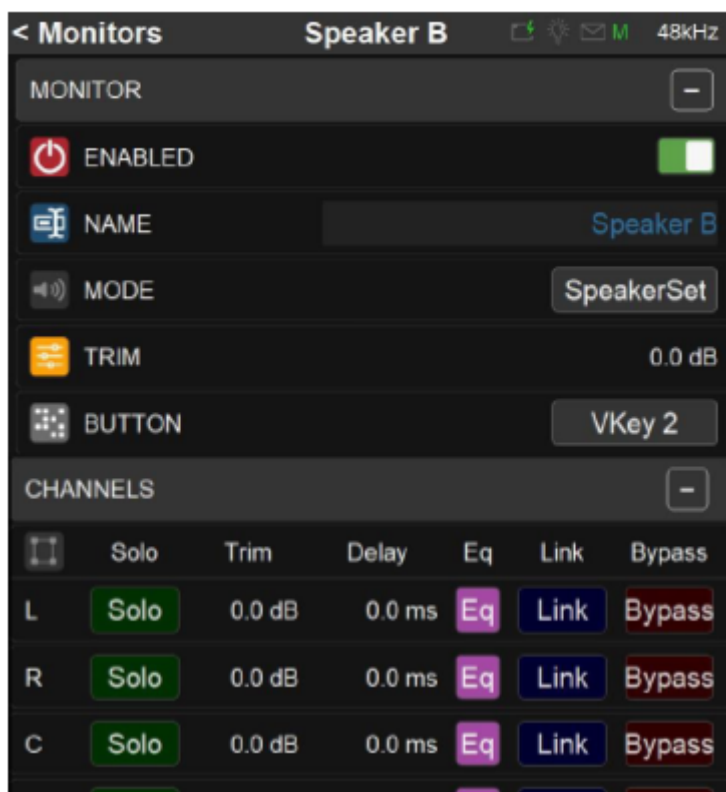 < Monitors Speaker B M 48kHz
MONITOR −
ENABLED
NAME Speaker B
MODE SpeakerSet
TRIM 0.0 dB
BUTTON VKey 2
CHANNELS −
Solo Trim Delay Eq Link Bypass
L Solo 0.0 dB 0.0 ms Eq Link Bypass
R Solo 0.0 dB 0.0 ms Eq Link Bypass
C Solo 0.0 dB 0.0 ms Eq Link Bypass